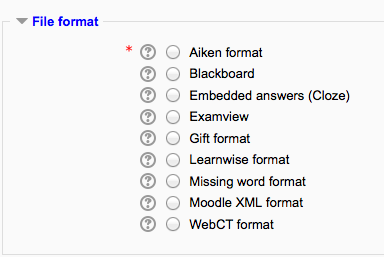 File format
* Aiken format
Blackboard
Embedded answers (Cloze)
Examview
Gift format
Learnwise format
Missing word format
Moodle XML format
WebCT format